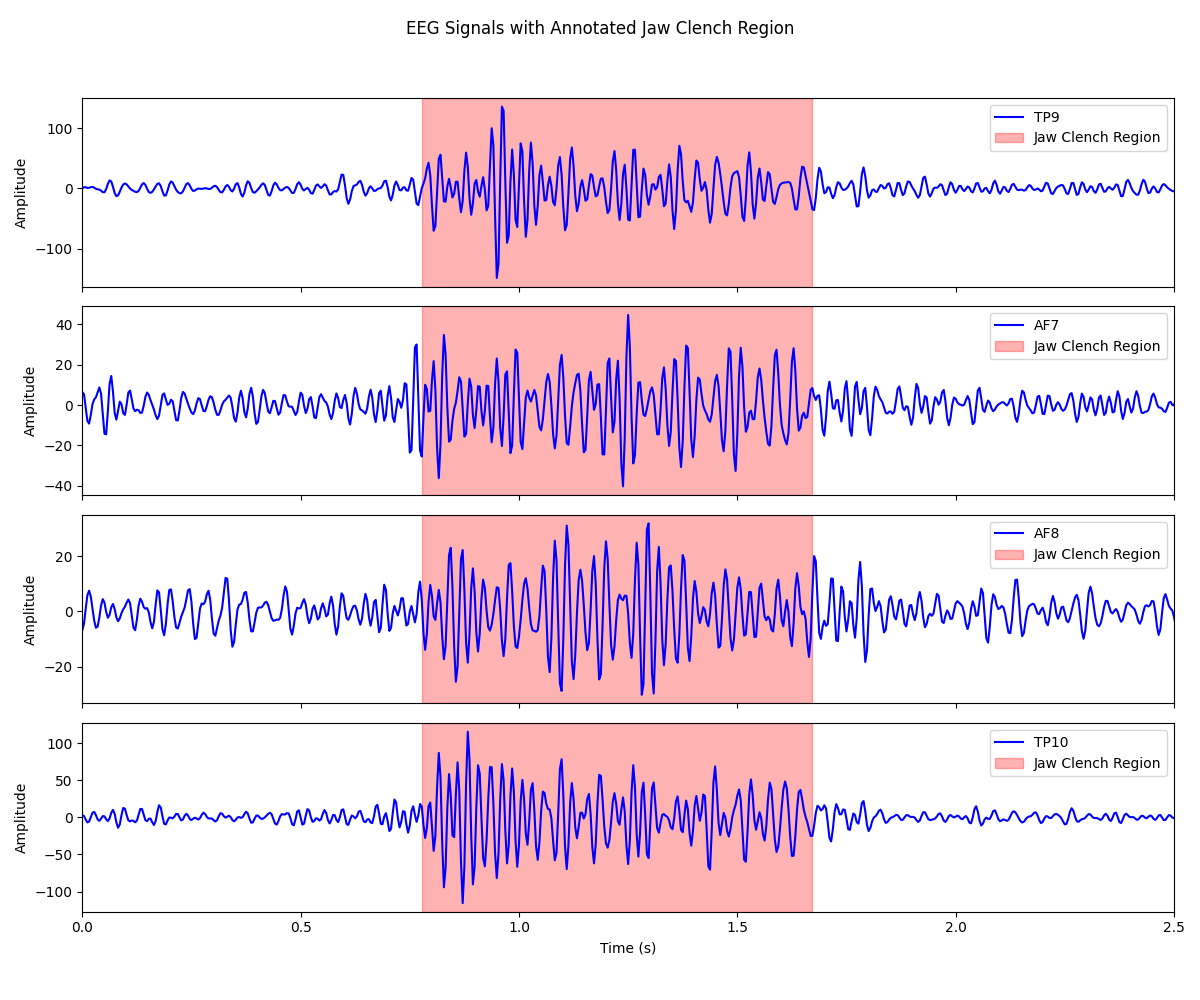 EEG Signals with Annotated Jaw Clench Region
100
0
−100
Amplitude
TP9
Jaw Clench Region
40
20
0
−20
−40
Amplitude
AF7
Jaw Clench Region
20
0
−20
Amplitude
AF8
Jaw Clench Region
100
50
0
−50
−100
Amplitude
TP10
Jaw Clench Region
0.0 0.5 1.0 1.5 2.0 2.5
Time (s)